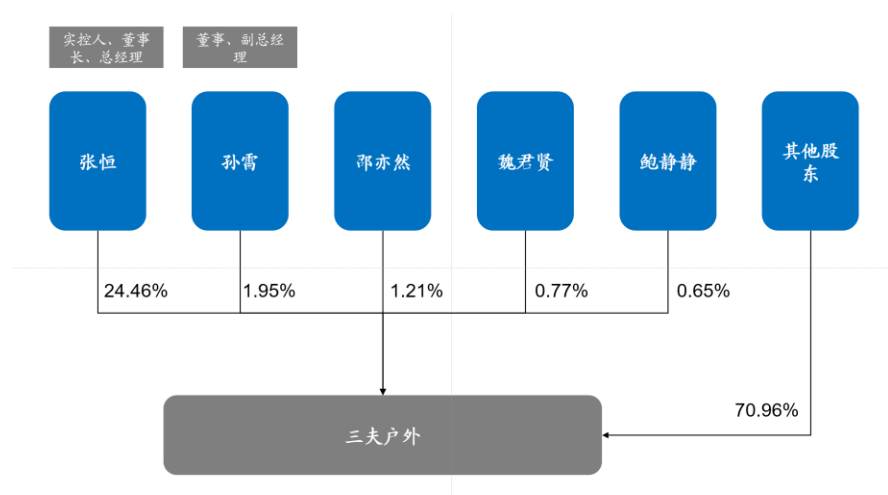 实控人、董事
长、总经理
董事、副总经
理
张恒
孙雷
邵亦然
魏君贤
鲍静静
其他股
东
24.46%
1.95%
1.21%
0.77%
0.65%
70.96%
三夫户外